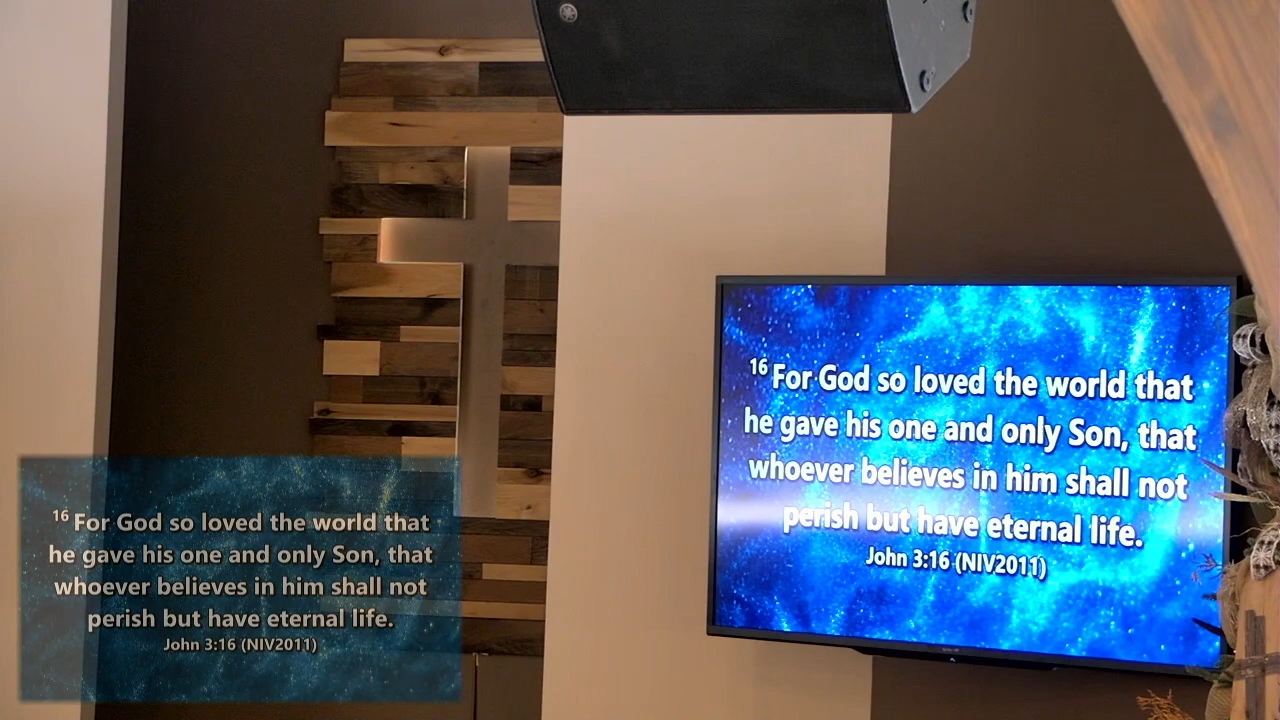 16 For God so loved the world that
he gave his one and only Son, that
whoever believes in him shall not
perish but have eternal life.
John 3:16 (NIV2011)
16 For God so loved the world that
he gave his one and only Son, that
whoever believes in him shall not
perish but have eternal life.
John 3:16 (NIV2011)